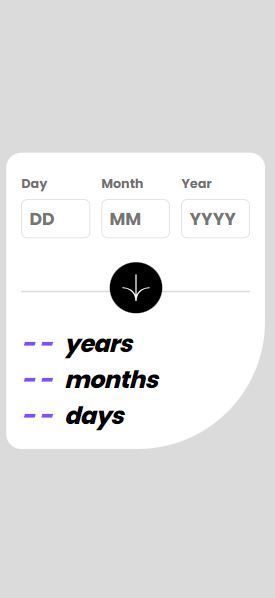 Day Month Year
DD MM YYYY
-- years
-- months
-- days